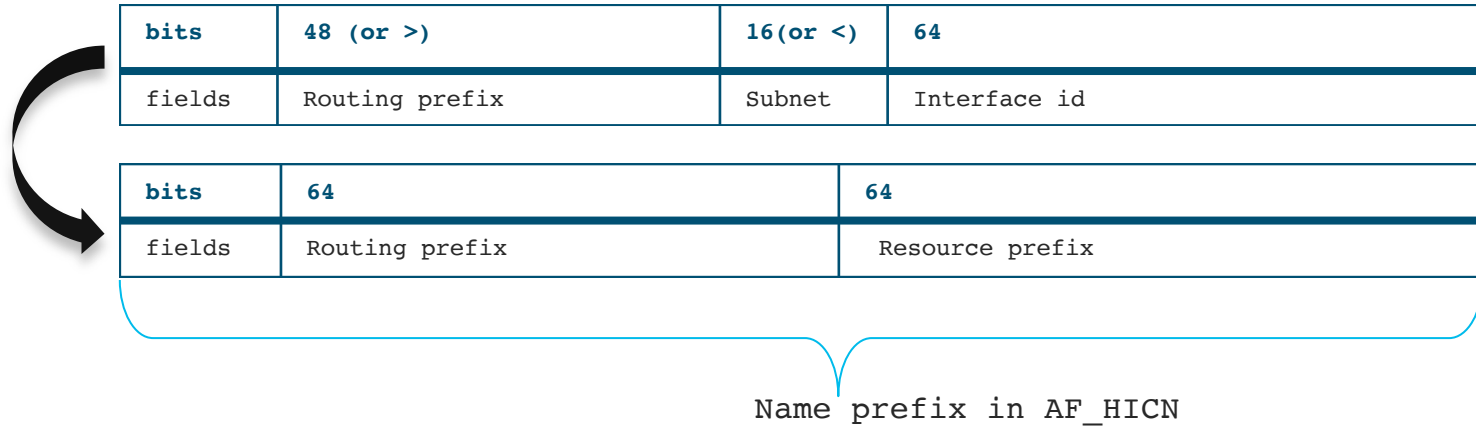 bits 48 (or >) 16(or <) 64
fields Routing prefix Subnet Interface id
bits 64 64
fields Routing prefix Resource prefix
Name prefix in AF_HICN